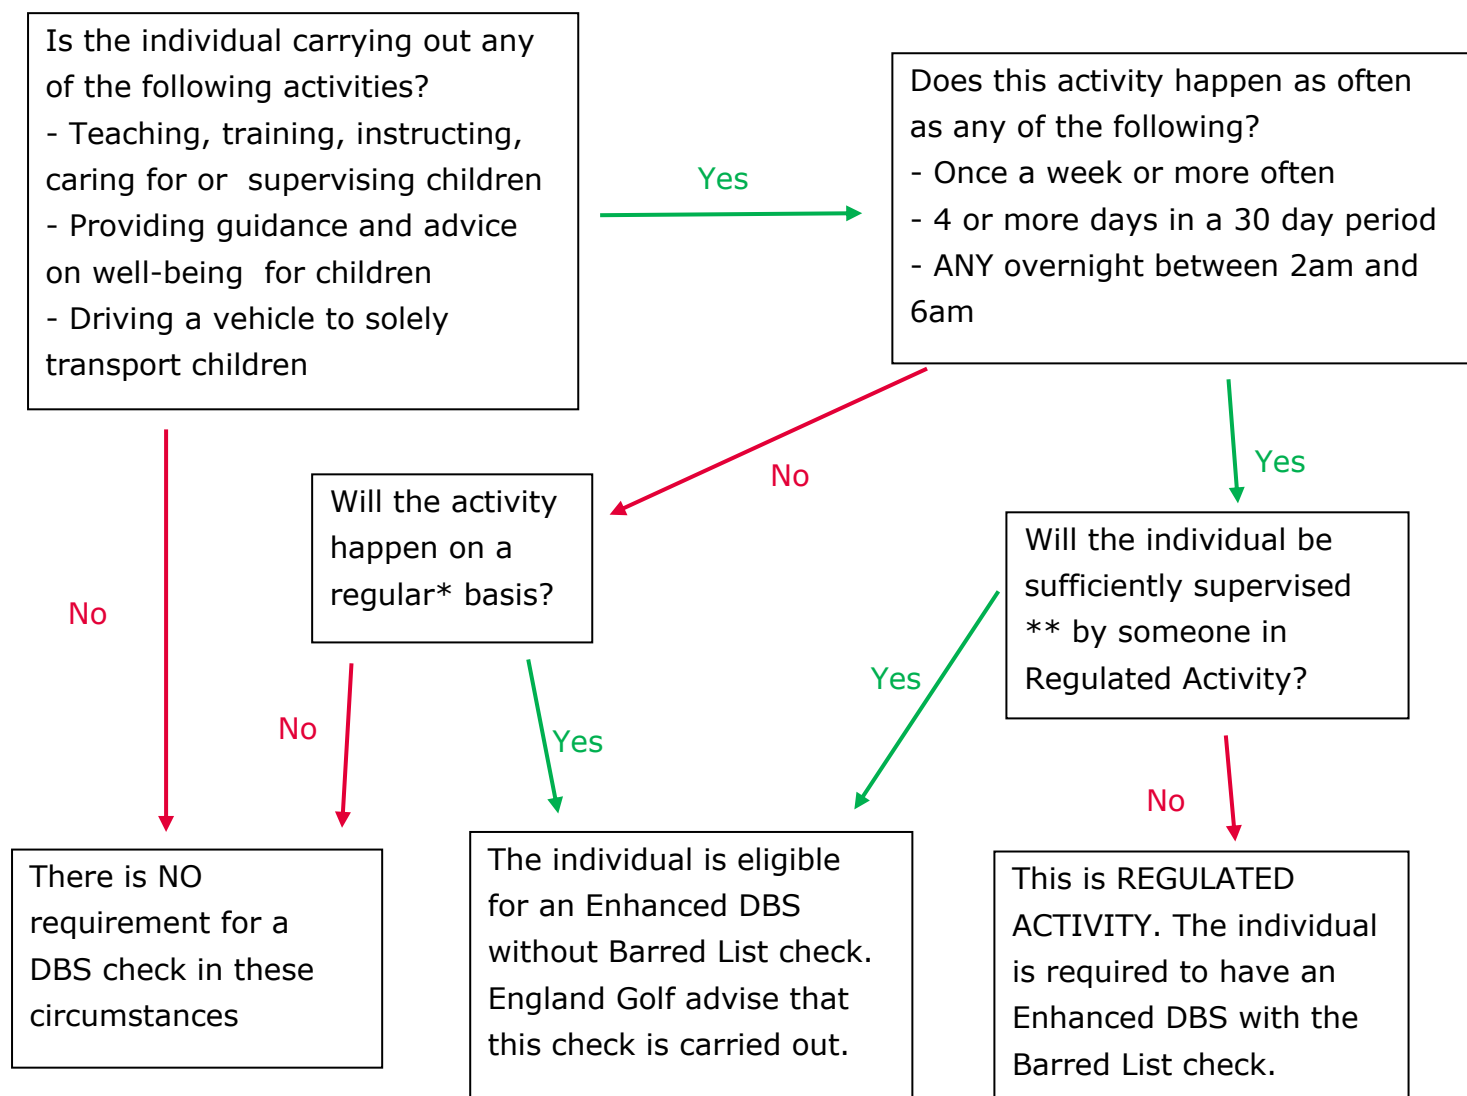 Is the individual carrying out any
of the following activities?
- Teaching, training, instructing,
caring for or  supervising children
- Providing guidance and advice
on well-being  for children
- Driving a vehicle to solely
transport children
Yes
Does this activity happen as often
as any of the following?
- Once a week or more often
- 4 or more days in a 30 day period
- ANY overnight between 2am and
6am
No
Yes
No
Will the activity
happen on a
regular* basis?
Will the individual be
sufficiently supervised
** by someone in
Regulated Activity?
No
Yes
Yes
No
There is NO
requirement for a
DBS check in these
circumstances
The individual is eligible
for an Enhanced DBS
without Barred List check.
England Golf advise that
this check is carried out.
This is REGULATED
ACTIVITY. The individual
is required to have an
Enhanced DBS with the
Barred List check.